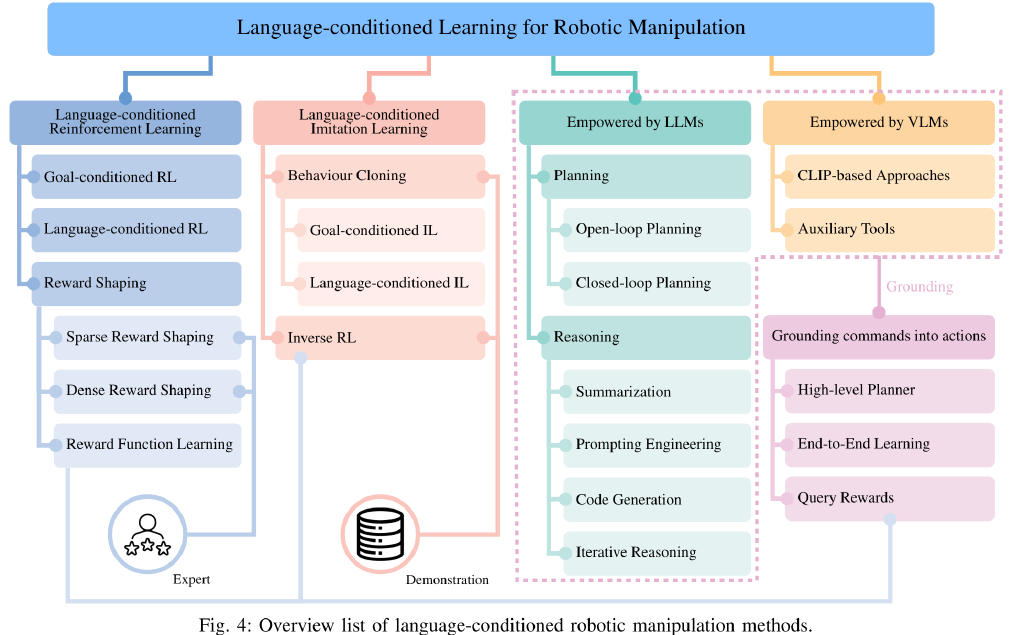 Language-conditioned Learning for Robotic Manipulation
Language-conditioned
Reinforcement Learning
Goal-conditioned RL
Language-conditioned RL
Reward Shaping
Sparse Reward Shaping
Dense Reward Shaping
Reward Function Learning
Expert
Language-conditioned
Imitation Learning
Behaviour Cloning
Goal-conditioned IL
Language-conditioned IL
Inverse RL
Demonstration
Empowered by LLMs
Planning
Open-loop Planning
Closed-loop Planning
Reasoning
Summarization
Prompting Engineering
Code Generation
Iterative Reasoning
Empowered by VLMs
CLIP-based Approaches
Auxiliary Tools
Grounding
Grounding commands into actions
High-level Planner
End-to-End Learning
Query Rewards
Fig. 4: Overview list of language-conditioned robotic manipulation methods.